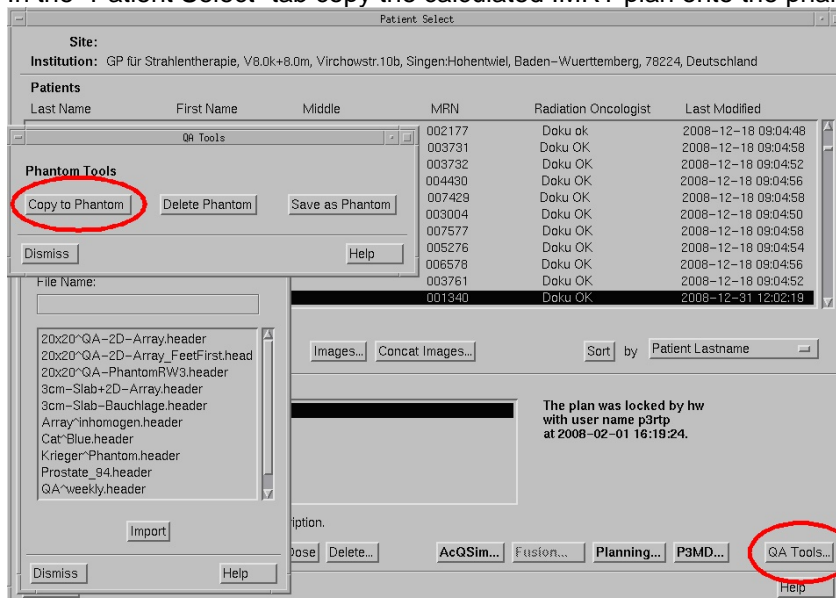 In the "Patient Select" tab copy the calculated IMRT plan onto the
Patient Select
Site:
Institution: GP für Strahlentherapie, V8.0k+8.0m, Virchowstr.10b, Singen:Hohentwiel, Baden-Wuerttemberg, 78224, Deutschland
Patients
Last Name First Name Middle MRN Radiation Oncologist Last Modified
002177 Doku ok 2008-12-18 09:04:48
003731 Doku OK 2008-12-18 09:04:58
003732 Doku OK 2008-12-18 09:04:52
004430 Doku OK 2008-12-18 09:04:56
007429 Doku OK 2008-12-18 09:04:58
003004 Doku OK 2008-12-18 09:04:50
007577 Doku OK 2008-12-18 09:04:58
005276 Doku OK 2008-12-18 09:04:54
006578 Doku OK 2008-12-18 09:04:56
003761 Doku OK 2008-12-18 09:04:52
001340 Doku OK 2008-12-31 12:02:19
QA Tools
Phantom Tools
Copy to Phantom Delete Phantom Save as Phantom
Dismiss Help
File Name:
20x20^QA-2D-Array.header
20x20^QA-2D-Array_FeetFirst.head
20x20^QA-PhantomRW3.header
3cm-Slab+2D-Array.header
3cm-Slab-Bauchlage.header
Array^inhomogen.header
Cat^Blue.header
Krieger^Phantom.header
Prostate_94.header
QA^weekly.header
Import
Dismiss Help
Images... Concat Images... Sort by Patient Lastname
The plan was locked by hw
with user name p3rtp
at 2008-02-01 16:19:24.
ription.
Dose Delete... AcQSim... Fusion... Planning... P3MD... QA Tools...
Help